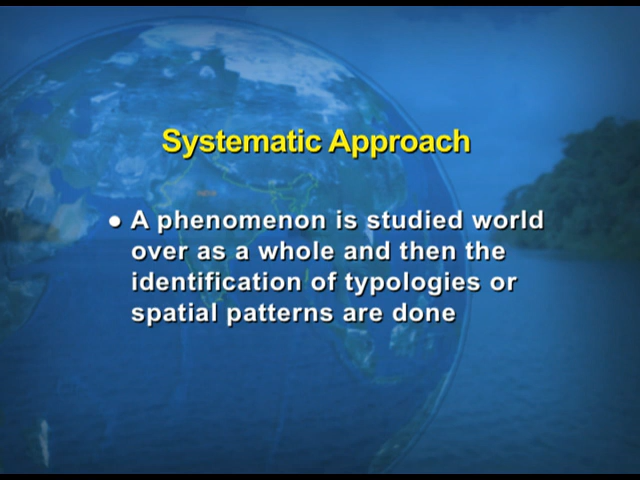 Systematic Approach
● A phenomenon is studied world
over as a whole and then the
identification of typologies or
spatial patterns are done